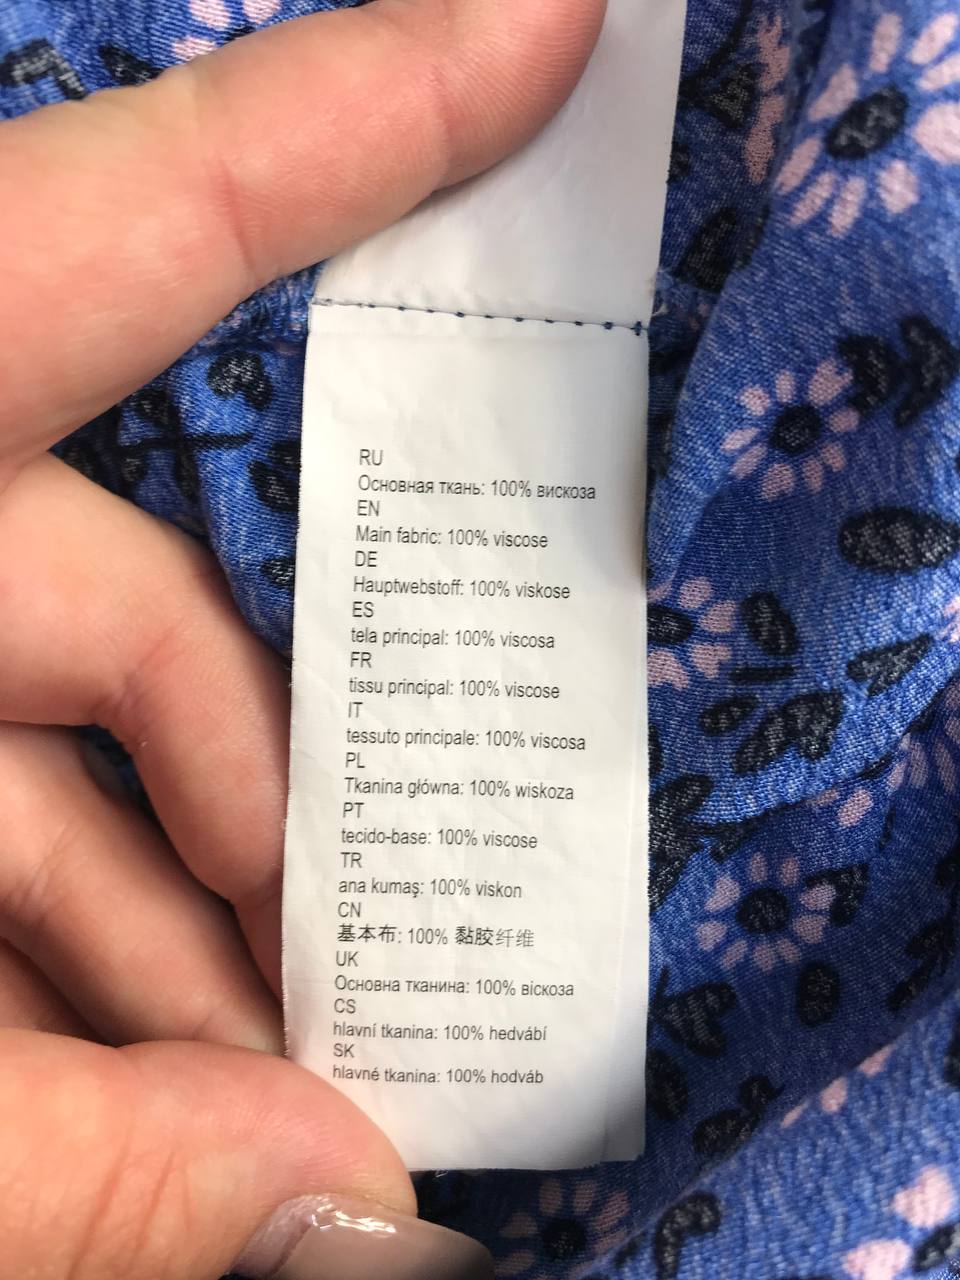 RU
Основная ткань: 100% вискоза
EN
Main fabric: 100% viscose
DE
Hauptwebstoff: 100% viskose
ES
tela principal: 100% viscosa
FR
tissu principal: 100% viscose
IT
tessuto principale: 100% viscosa
PL
Tkanina główna: 100% wiskoza
PT
tecido-base: 100% viscose
TR
ana kumaş: 100% viskon
CN
基本布: 100% 黏胶纤维
UK
Основна тканина: 100% віскоза
CS
hlavní tkanina: 100% hedvábí
SK
hlavné tkanina: 100% hodváb